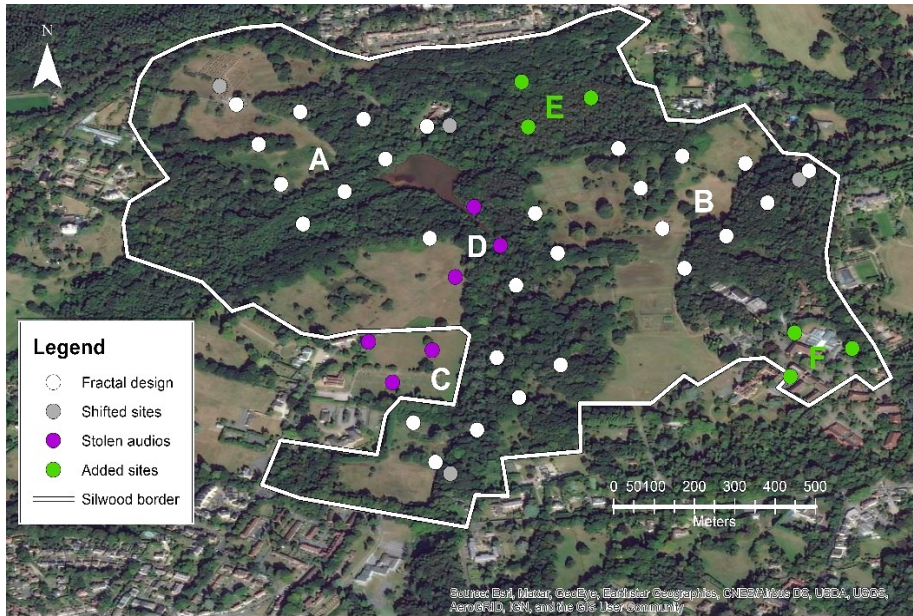 N
E
A
B
D
C
F
Legend
Fractal design
Shifted sites
Stolen audios
Added sites
Silwood border
0 50100 200 300 400 500
Meters
Source: Esri, Maxar, GeoEye, Earthstar Geographics, CNES/Airbus DS, USDA, USGS,
AeroGRID, IGN, and the GIS User Community